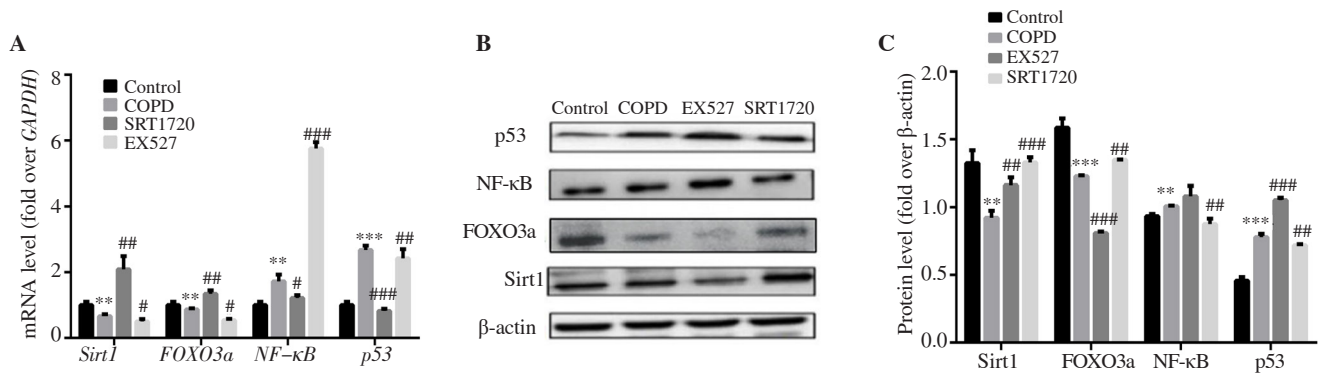 A
mRNA level (fold over GAPDH)
8
6
4
2
0
Control
COPD
SRT1720
EX527
** ## #
** ## #
** # ###
*** ### ##
Sirt1 FOXO3a NF–κB p53
B
Control COPD EX527 SRT1720
p53
NF-κB
FOXO3a
Sirt1
β-actin
C
Protein level (fold over β-actin)
2.0
1.5
1.0
0.5
0.0
Control
COPD
EX527
SRT1720
** ## ###
*** ### ##
** ##
*** ### ##
Sirt1 FOXO3a NF-κB p53